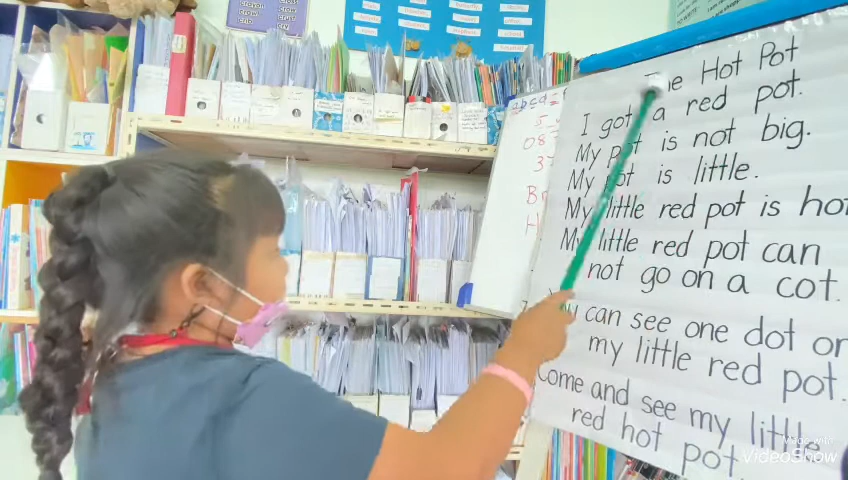 The Hot Pot
I got a red pot.
My pot is not big.
My pot is little.
My little red pot is hot
My little red pot can
not go on a cot.
You can see one dot on
my little red pot.
Come and see my little
red hot pot.
Made with
VideoShow